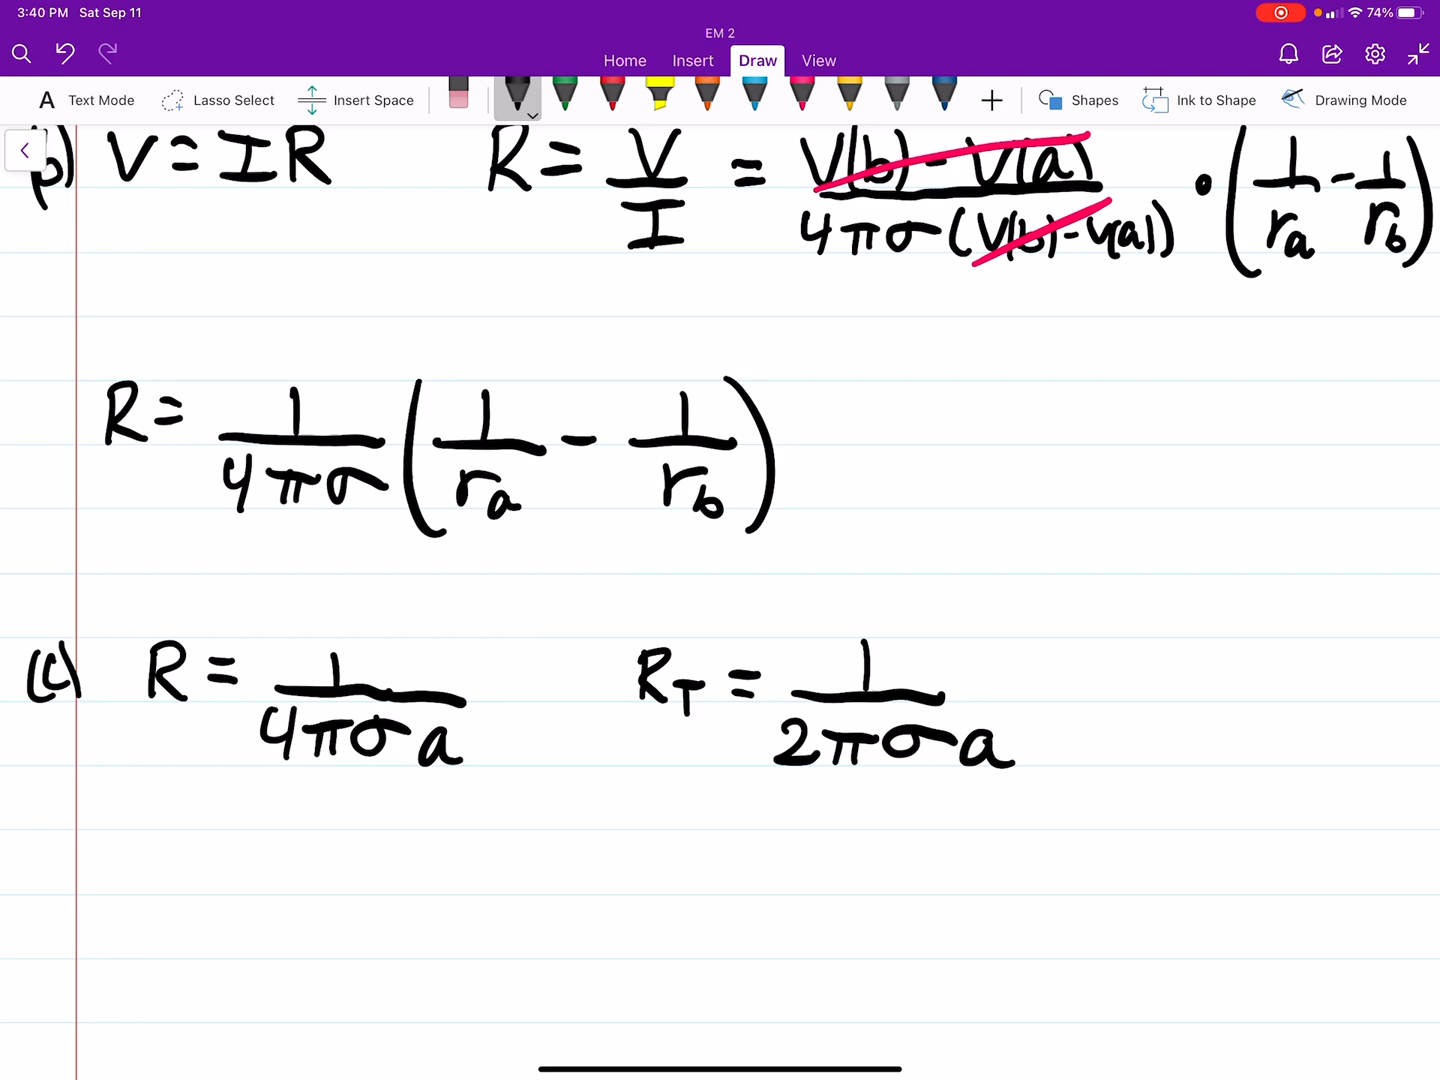 3:40 PM Sat Sep 11
74%
EM 2
Home Insert Draw View
Text Mode Lasso Select Insert Space Shapes Ink to Shape Drawing Mode
b) V = IR R = V/I = V(b) - V(a) / 4πσ(V(b) - V(a)) · (1/ra - 1/rb)
R = 1/4πσ (1/ra - 1/rb)
(c) R = 1/4πσa RT = 1/2πσa